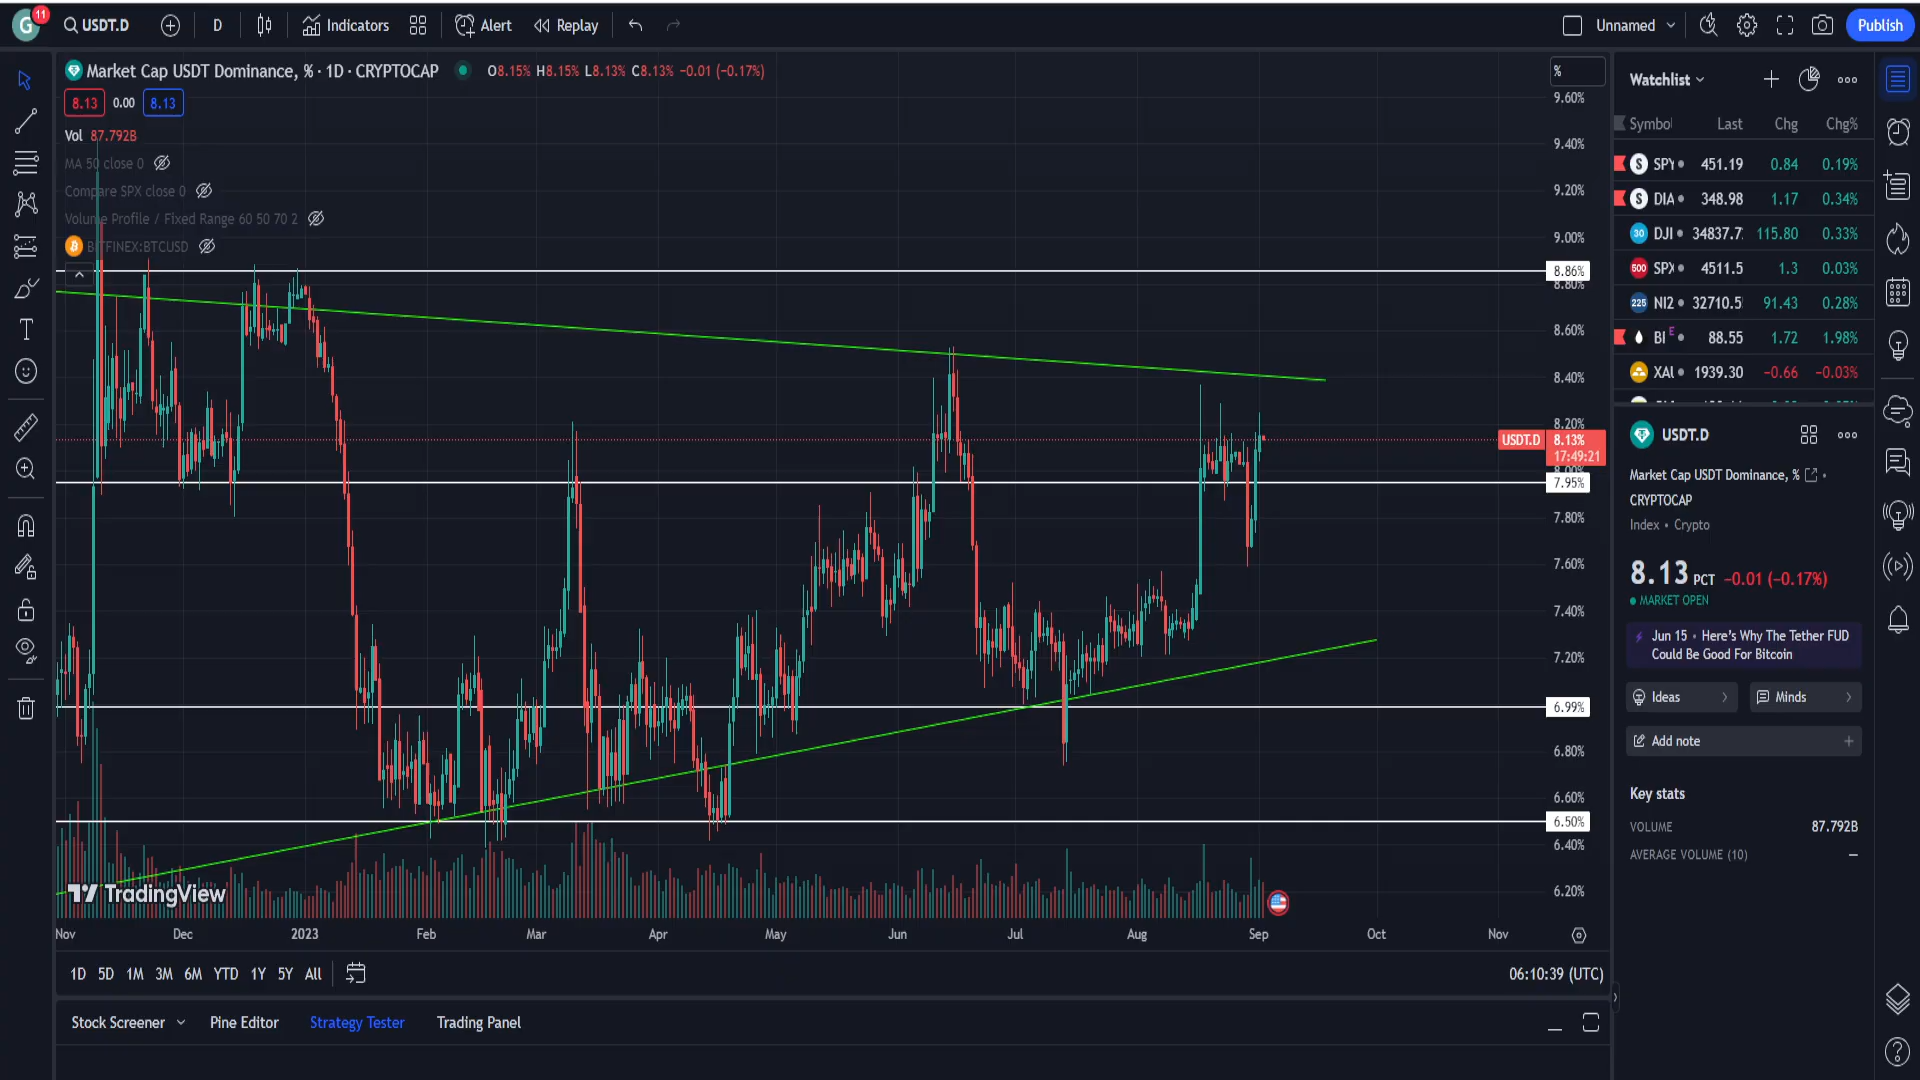 G 11 USDT.D D Indicators Alert Replay Unnamed Publish
Market Cap USDT Dominance, % · 1D · CRYPTOCAP O8.15% H8.15% L8.13% C8.13% −0.01 (−0.17%)
8.13 0.00 8.13
Vol 87.792B
MA 50 close 0
Compare SPX close 0
Volume Profile / Fixed Range 60 50 70 2
BITFINEX:BTCUSD
%
9.60%
9.40%
9.20%
9.00%
8.86%
8.80%
8.60%
8.40%
8.20%
USDT.D 8.13%
17:49:21
8.00%
7.95%
7.80%
7.60%
7.40%
7.20%
6.99%
6.80%
6.60%
6.50%
6.40%
6.20%
TradingView
Nov Dec 2023 Feb Mar Apr May Jun Jul Aug Sep Oct Nov
1D 5D 1M 3M 6M YTD 1Y 5Y All 06:10:39 (UTC)
Stock Screener Pine Editor Strategy Tester Trading Panel
Watchlist
Symbol Last Chg Chg%
S SPY 451.19 0.84 0.19%
S DIA 348.98 1.17 0.34%
30 DJI 34837.7 115.80 0.33%
500 SPX 4511.5 1.3 0.03%
225 NI2 32710.5 91.43 0.28%
BI E 88.55 1.72 1.98%
XAU 1939.30 −0.66 −0.03%
USDT.D
Market Cap USDT Dominance, % •
CRYPTOCAP
Index • Crypto
8.13 PCT −0.01 (−0.17%)
MARKET OPEN
Jun 15 • Here's Why The Tether FUD
Could Be Good For Bitcoin
Ideas Minds
Add note
Key stats
VOLUME 87.792B
AVERAGE VOLUME (10) —